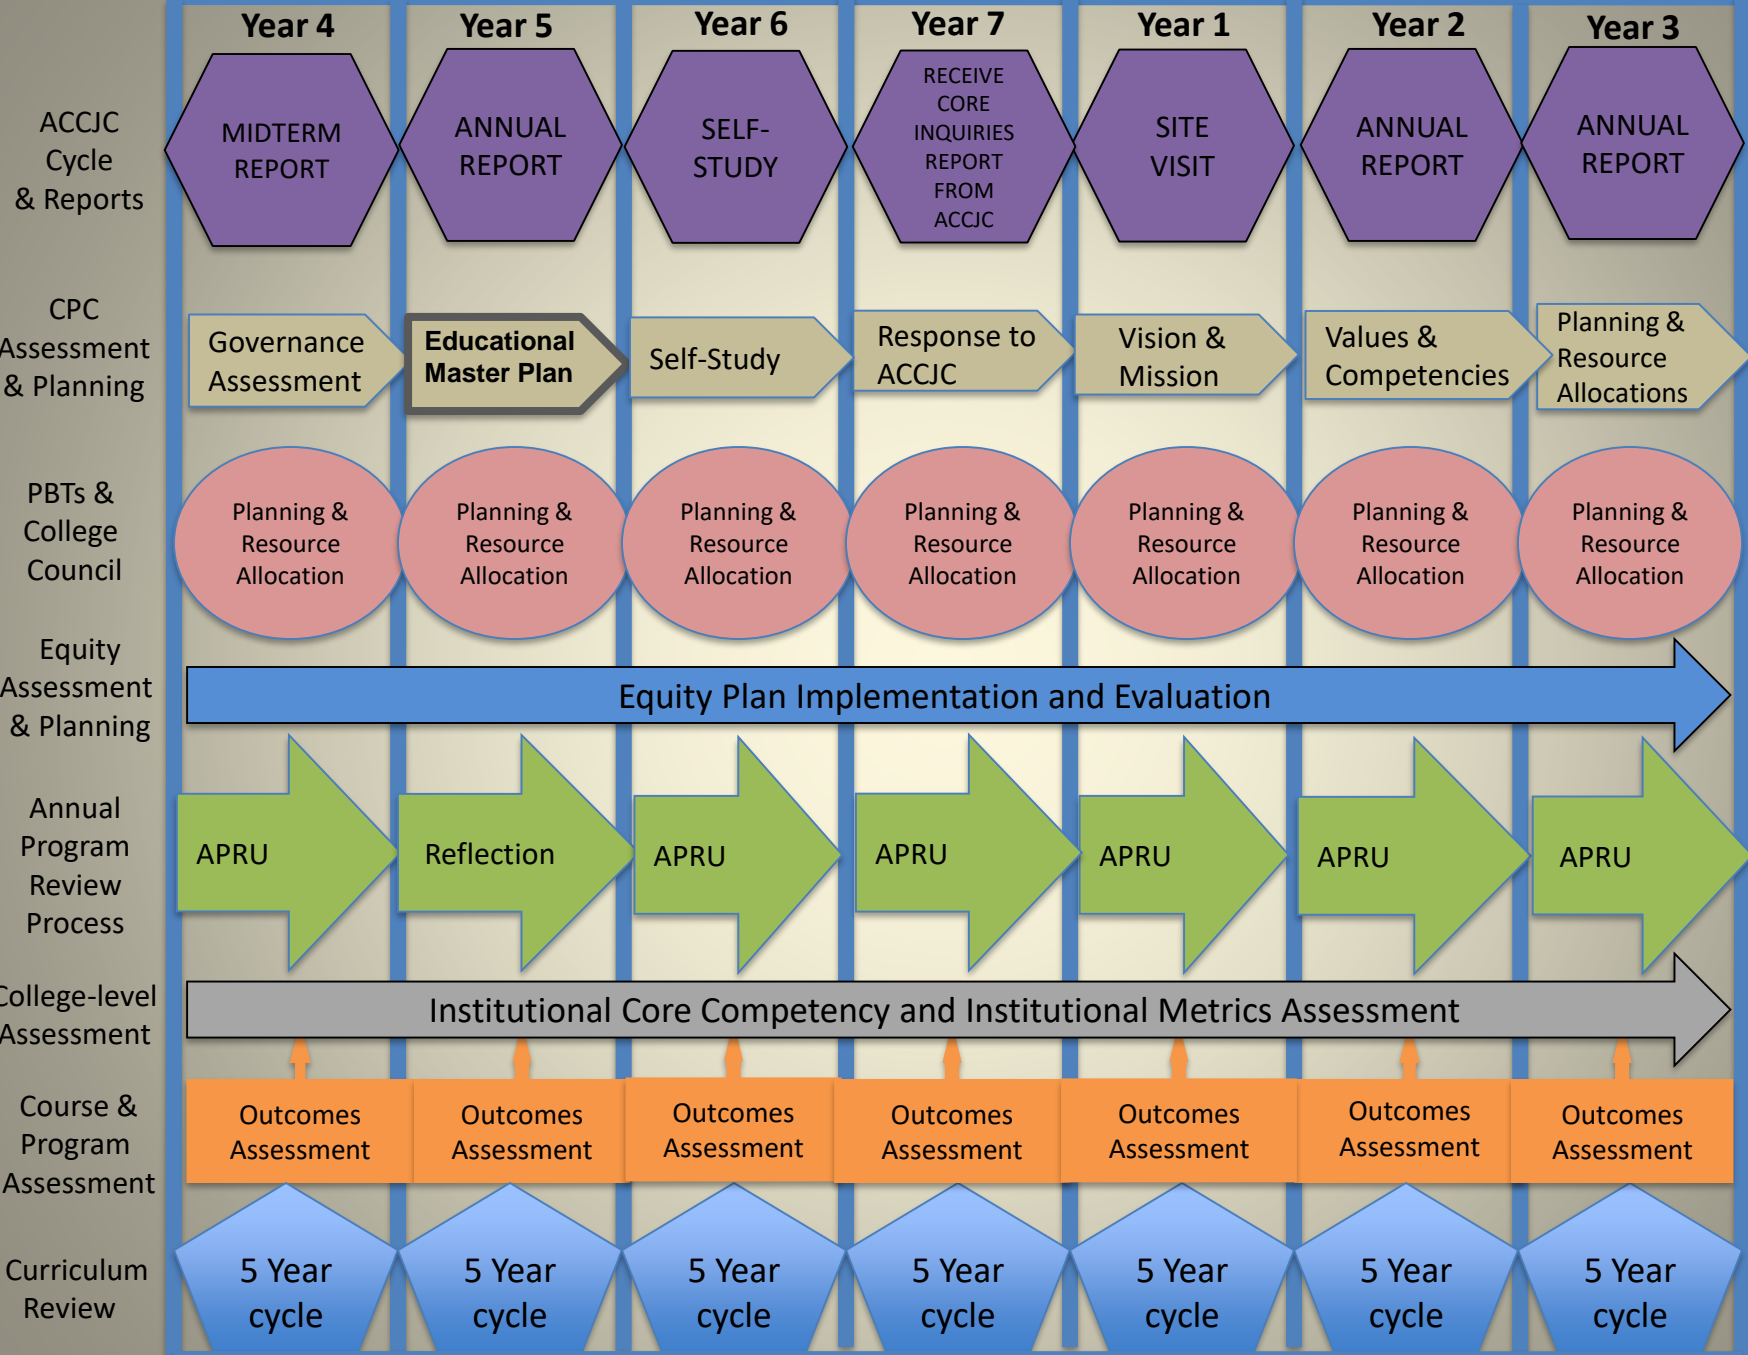 Year 4
Year 5
Year 6
Year 7
Year 1
Year 2
Year 3
ACCJC
Cycle
& Reports
MIDTERM
REPORT
ANNUAL
REPORT
SELF-
STUDY
RECEIVE
CORE
INQUIRIES
REPORT
FROM
ACCJC
SITE
VISIT
ANNUAL
REPORT
ANNUAL
REPORT
CPC
Assessment
& Planning
Governance
Assessment
Educational
Master Plan
Self-Study
Response to
ACCJC
Vision &
Mission
Values &
Competencies
Planning &
Resource
Allocations
PBTs &
College
Council
Planning &
Resource
Allocation
Planning &
Resource
Allocation
Planning &
Resource
Allocation
Planning &
Resource
Allocation
Planning &
Resource
Allocation
Planning &
Resource
Allocation
Planning &
Resource
Allocation
Equity
Assessment
& Planning
Equity Plan Implementation and Evaluation
Annual
Program
Review
Process
APRU
Reflection
APRU
APRU
APRU
APRU
APRU
College-level
Assessment
Institutional Core Competency and Institutional Metrics Assessment
Course &
Program
Assessment
Outcomes
Assessment
Outcomes
Assessment
Outcomes
Assessment
Outcomes
Assessment
Outcomes
Assessment
Outcomes
Assessment
Outcomes
Assessment
Curriculum
Review
5 Year
cycle
5 Year
cycle
5 Year
cycle
5 Year
cycle
5 Year
cycle
5 Year
cycle
5 Year
cycle